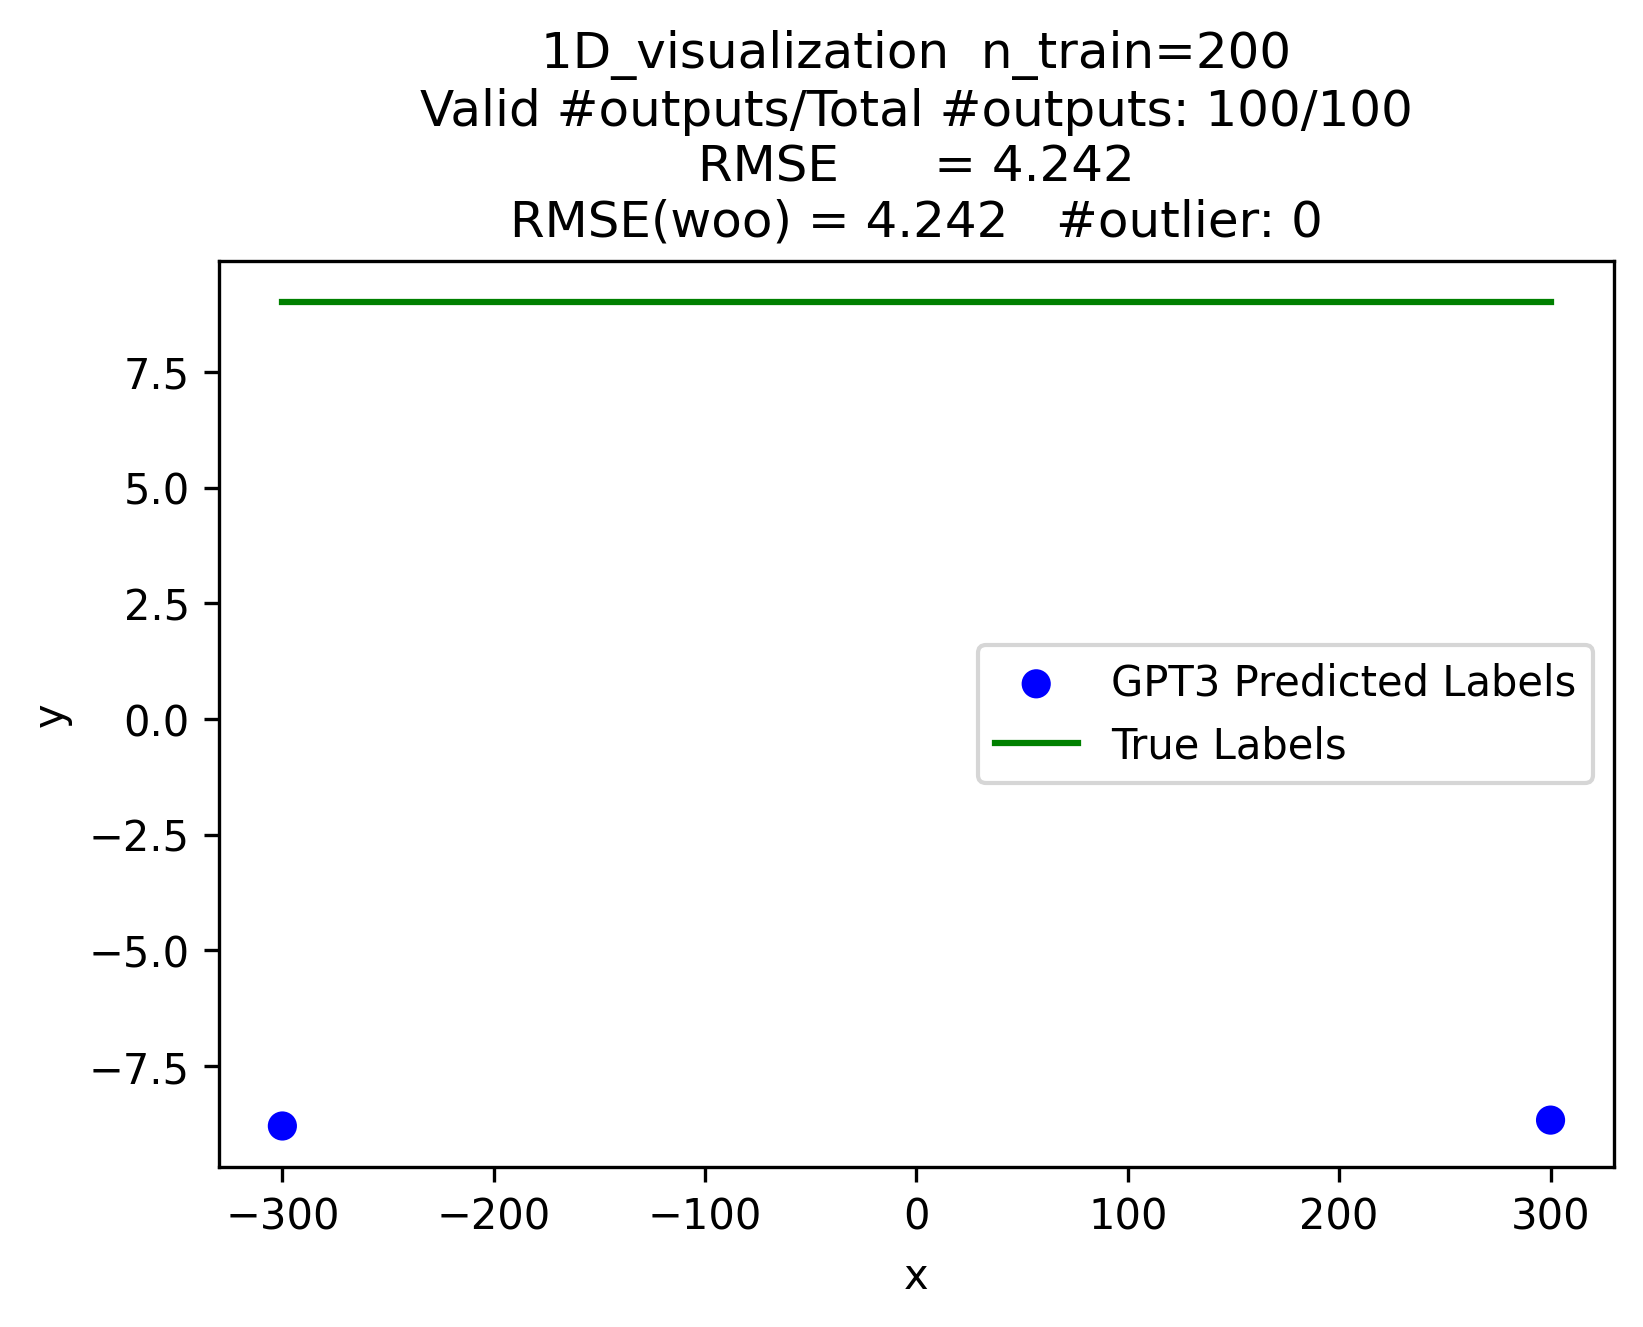 1D_visualization  n_train=200
Valid #outputs/Total #outputs: 100/100
RMSE      = 4.242
RMSE(woo) = 4.242   #outlier: 0
7.5
5.0
2.5
0.0
−2.5
−5.0
−7.5
y
GPT3 Predicted Labels
True Labels
−300 −200 −100 0 100 200 300
x